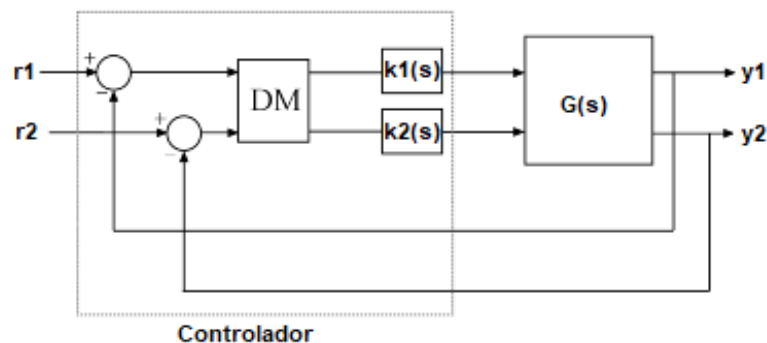 r1
+
−
DM
k1(s)
G(s)
y1
r2
+
−
k2(s)
y2
Controlador